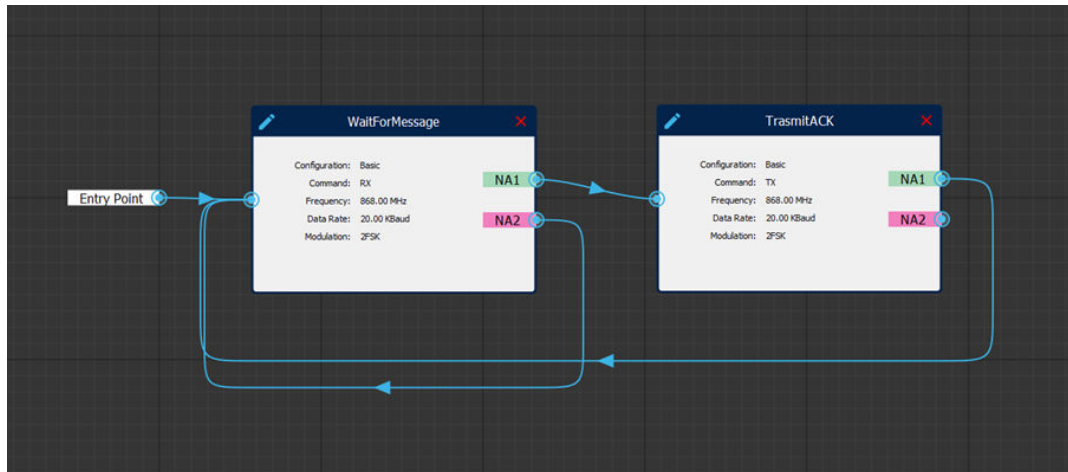 Entry Point
WaitForMessage
Configuration: Basic
Command: RX
Frequency: 868.00 MHz
Data Rate: 20.00 KBaud
Modulation: 2FSK
NA1
NA2
TrasmitACK
Configuration: Basic
Command: TX
Frequency: 868.00 MHz
Data Rate: 20.00 KBaud
Modulation: 2FSK
NA1
NA2